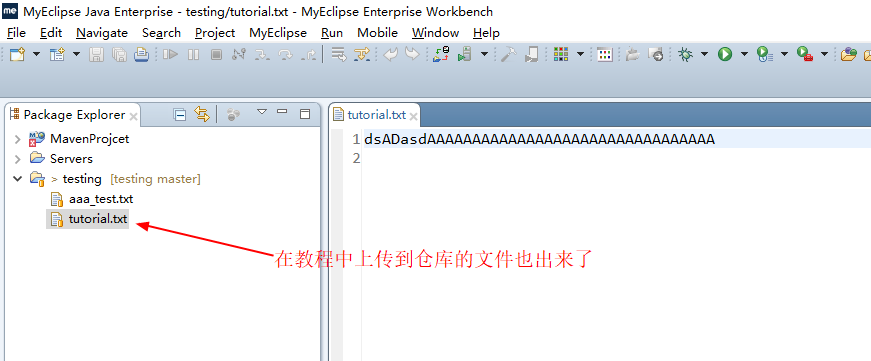 me MyEclipse Java Enterprise - testing/tutorial.txt - MyEclipse Enterprise Workbench
File Edit Navigate Search Project MyEclipse Run Mobile Window Help
Package Explorer
MavenProjcet
Servers
> testing [testing master]
aaa_test.txt
tutorial.txt
tutorial.txt
1 dsADasdAAAAAAAAAAAAAAAAAAAAAAAAAAAAAAAA
2
在教程中上传到仓库的文件也出来了